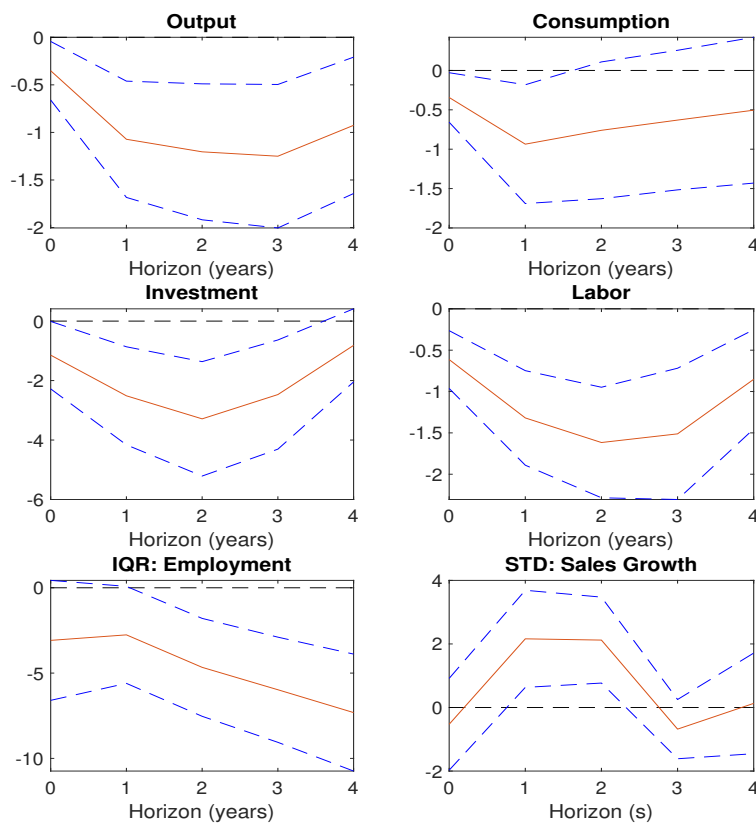 Output
0
-0.5
-1
-1.5
-2
0 1 2 3 4
Horizon (years)
Consumption
0
-0.5
-1
-1.5
-2
0 1 2 3 4
Horizon (years)
Investment
0
-2
-4
-6
0 1 2 3 4
Horizon (years)
Labor
0
-0.5
-1
-1.5
-2
0 1 2 3 4
Horizon (years)
IQR: Employment
0
-5
-10
0 1 2 3 4
Horizon (years)
STD: Sales Growth
4
2
0
-2
0 1 2 3 4
Horizon (s)